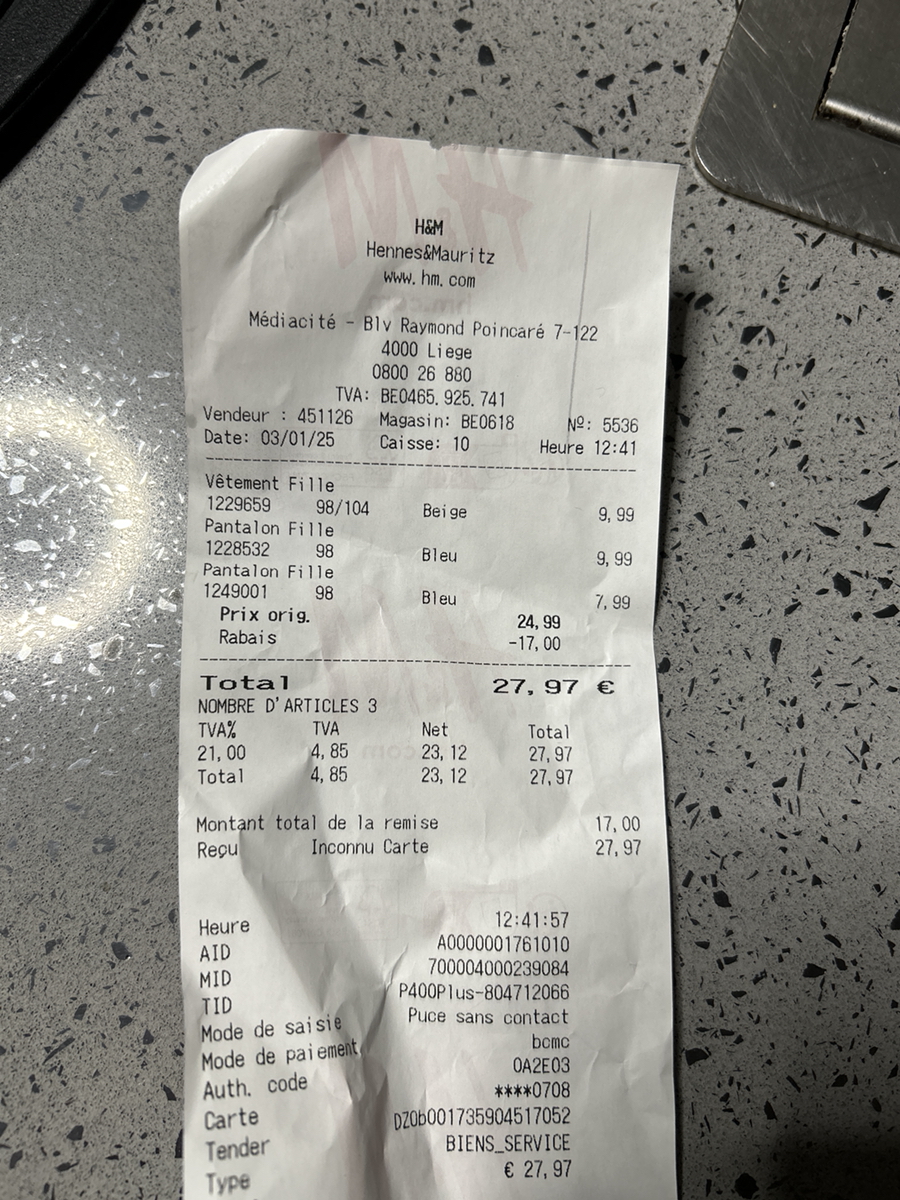 H&M
Hennes&Mauritz
www.hm.com
Médiacité - Blv Raymond Poincaré 7-122
4000 Liege
0800 26 880
TVA: BE0465.925.741
Vendeur : 451126 Magasin: BE0618 Nº: 5536
Date: 03/01/25 Caisse: 10 Heure 12:41
Vêtement Fille
1229659 98/104 Beige 9,99
Pantalon Fille
1228532 98 Bleu 9,99
Pantalon Fille
1249001 98 Bleu 7,99
Prix orig. 24,99
Rabais -17,00
Total 27,97 €
NOMBRE D'ARTICLES 3
TVA% TVA Net Total
21,00 4,85 23,12 27,97
Total 4,85 23,12 27,97
Montant total de la remise 17,00
Reçu Inconnu Carte 27,97
Heure 12:41:57
AID A0000001761010
MID 700004000239084
TID P400Plus-804712066
Mode de saisie Puce sans contact
Mode de paiement bcmc
Auth. code 0A2E03
Carte ****0708
Tender DZ0b001735904517052
Type BIENS_SERVICE
€ 27,97